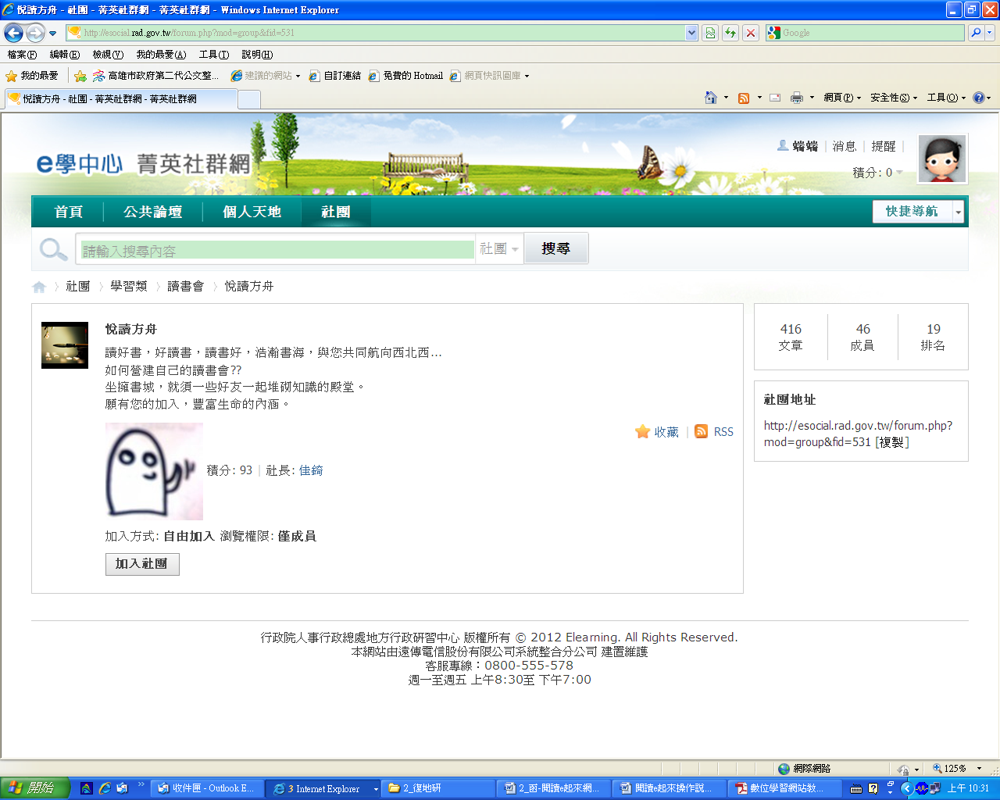 悅讀方舟 - 社團 - 菁英社群網 - 菁英社群網 - Windows Internet Explorer
http://esocial.rad.gov.tw/forum.php?mod=group&fid=531
Google
檔案(F) 編輯(E) 檢視(V) 我的最愛(A) 工具(T) 說明(H)
我的最愛 高雄市政府第二代公文整... 建議的網站 自訂連結 免費的 Hotmail 網頁快訊圖庫
悅讀方舟 - 社團 - 菁英社群網 - 菁英社群網
網頁(P) 安全性(S) 工具(O)
e學中心 菁英社群網
端端 | 消息 | 提醒 |
積分: 0
首頁 公共論壇 個人天地 社團 快捷導航
請輸入搜尋內容 社團 搜尋
社團 › 學習類 › 讀書會 › 悅讀方舟
悅讀方舟
讀好書，好讀書，讀書好，浩瀚書海，與您共同航向西北西...
如何營建自己的讀書會??
坐擁書城，就須一些好友一起堆砌知識的殿堂。
願有您的加入，豐富生命的內涵。
收藏 | RSS
積分: 93 | 社長: 佳錡
加入方式: 自由加入 瀏覽權限: 僅成員
加入社團
416 46 19
文章 成員 排名
社團地址
http://esocial.rad.gov.tw/forum.php?
mod=group&fid=531 [複製]
行政院人事行政總處地方行政研習中心 版權所有 © 2012 Elearning. All Rights Reserved.
本網站由遠傳電信股份有限公司系統整合分公司 建置維護
客服專線：0800-555-578
週一至週五 上午8:30至 下午7:00
網際網路 125%
開始 收件匣 - Outlook E... 3 Internet Explorer 2_復地研 2_函-閱讀e起來網... 閱讀e起來操作說... 數位學習網站教... 上午 10:31